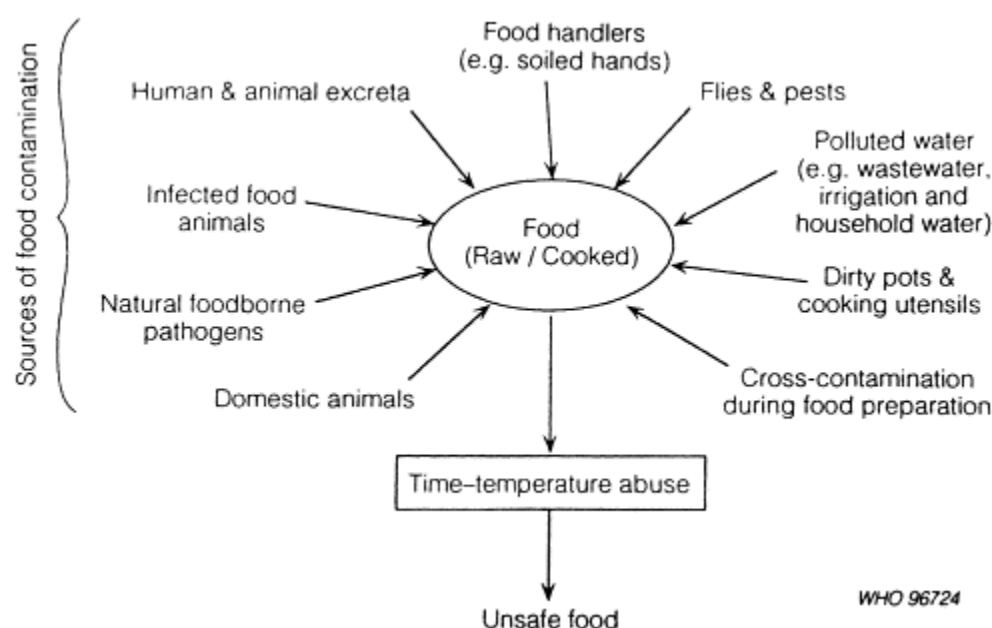 Sources of food contamination
Food handlers
(e.g. soiled hands)
Human & animal excreta
Flies & pests
Polluted water
(e.g. wastewater,
irrigation and
household water)
Infected food
animals
Food
(Raw / Cooked)
Natural foodborne
pathogens
Dirty pots &
cooking utensils
Domestic animals
Cross-contamination
during food preparation
Time–temperature abuse
Unsafe food
WHO 96724